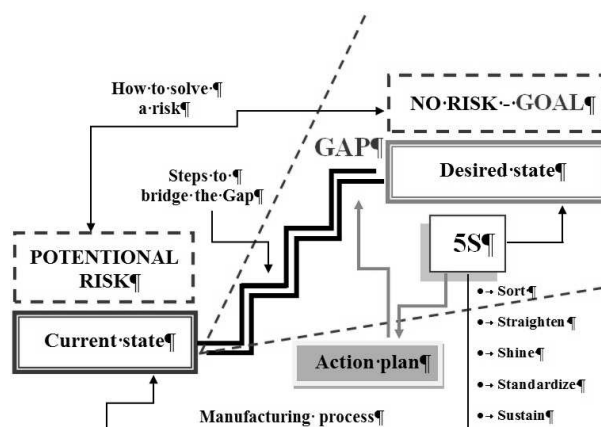 How·to·solve·¶
a·risk¶
NO·RISK·-·GOAL¶
GAP¶
Desired·state¶
Steps·to·¶
bridge·the·Gap¶
5S¶
POTENTIONAL
RISK¶
Sort¶
Current·state¶
Straighten¶
Action·plan¶
Shine¶
Standardize¶
Manufacturing· process¶
Sustain¶